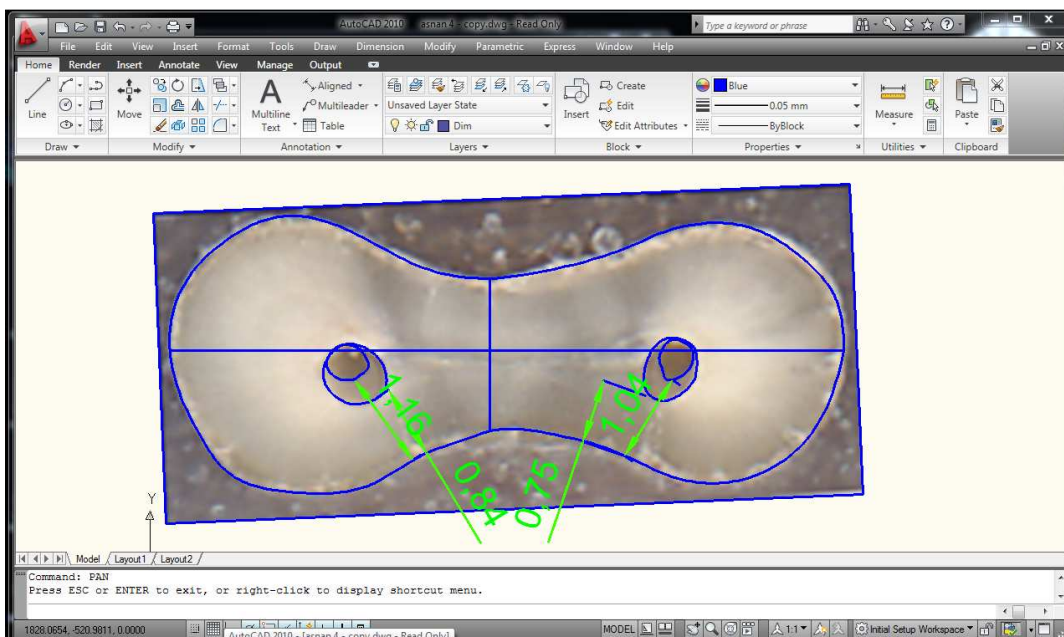 AutoCAD 2010 asnan 4 - copy.dwg - Read Only
Type a keyword or phrase
File Edit View Insert Format Tools Draw Dimension Modify Parametric Express Window Help
Home Render Insert Annotate View Manage Output
Line
Move
Multiline Text
Aligned
Multileader
Table
Unsaved Layer State
Dim
Insert
Create
Edit
Edit Attributes
Blue
0.05 mm
ByBlock
Measure
Paste
Draw Modify Annotation Layers Block Properties Utilities Clipboard
1,16
0,84
0,75
1,04
Y
Model Layout1 Layout2
Command: PAN
Press ESC or ENTER to exit, or right-click to display shortcut menu.
1828.0654, -520.9811, 0.0000
MODEL
1:1
Initial Setup Workspace
AutoCAD 2010 - [asnan 4 - copy.dwg - Read Only]